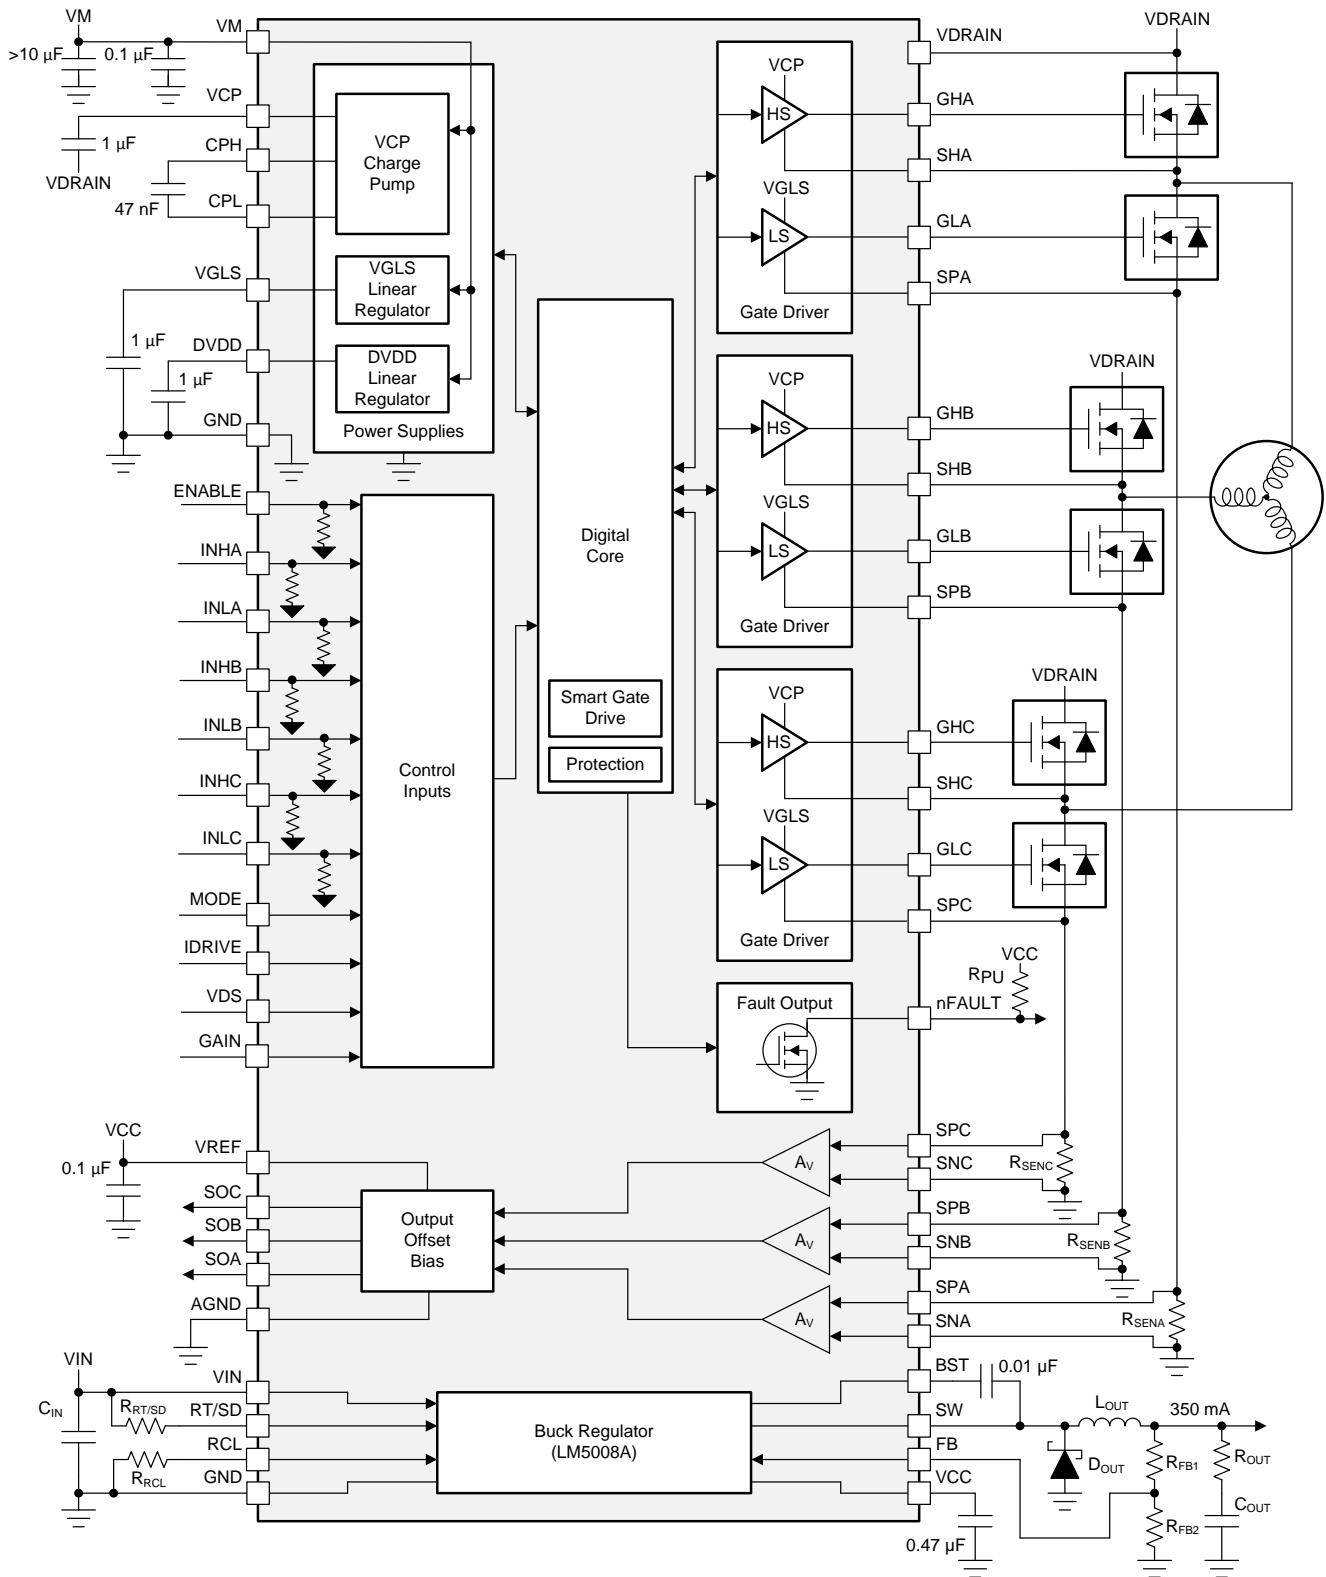 VM
VM
>10 µF
0.1 µF
VCP
1 µF
VDRAIN
CPH
47 nF
CPL
VGLS
1 µF
DVDD
1 µF
GND
VCP
Charge
Pump
VGLS
Linear
Regulator
DVDD
Linear
Regulator
Power Supplies
ENABLE
INHA
INLA
INHB
INLB
INHC
INLC
MODE
IDRIVE
VDS
GAIN
Control
Inputs
Digital
Core
Smart Gate
Drive
Protection
VCP
HS
VGLS
LS
Gate Driver
VCP
HS
VGLS
LS
Gate Driver
VCP
HS
VGLS
LS
Gate Driver
Fault Output
VDRAIN
VDRAIN
GHA
SHA
GLA
SPA
VDRAIN
GHB
SHB
GLB
SPB
VDRAIN
GHC
SHC
GLC
SPC
VCC
RPU
nFAULT
VCC
VREF
0.1 µF
SOC
SOB
SOA
AGND
Output
Offset
Bias
AV
AV
AV
SPC
SNC
RSENC
SPB
SNB
RSENB
SPA
SNA
RSENA
VIN
VIN
CIN
RRT/SD
RT/SD
RCL
RRCL
GND
Buck Regulator
(LM5008A)
BST
0.01 µF
SW
LOUT
350 mA
FB
DOUT
RFB1
ROUT
VCC
0.47 µF
RFB2
COUT